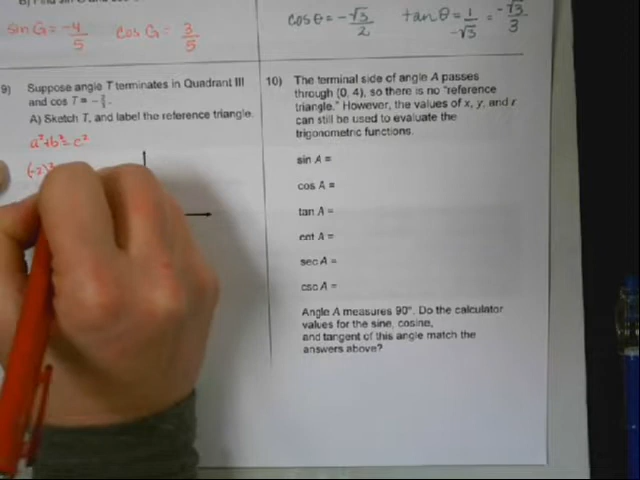 sin G = -4/5 cos G = 3/5
cos θ = -√3/2 tan θ = 1/-√3 = -√3/3
9) Suppose angle T terminates in Quadrant III
and cos T = -2/3.
A) Sketch T, and label the reference triangle.
a²+b²=c²
(-2)²
10) The terminal side of angle A passes
through (0, 4), so there is no "reference
triangle." However, the values of x, y, and r
can still be used to evaluate the
trigonometric functions.
sin A =
cos A =
tan A =
cot A =
sec A =
csc A =
Angle A measures 90°. Do the calculator
values for the sine, cosine,
and tangent of this angle match the
answers above?